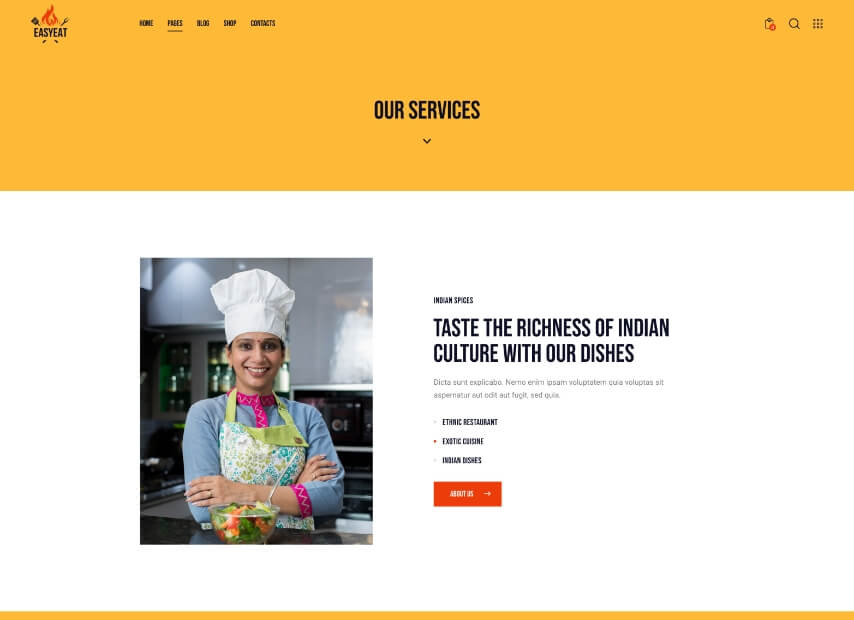 EASYEAT
HOME PAGES BLOG SHOP CONTACTS
OUR SERVICES
INDIAN SPICES
TASTE THE RICHNESS OF INDIAN
CULTURE WITH OUR DISHES
Dicta sunt explicabo. Nemo enim ipsam voluptatem quia voluptas sit
aspernatur aut odit aut fugit, sed quia.
ETHNIC RESTAURANT
EXOTIC CUISINE
INDIAN DISHES
ABOUT US